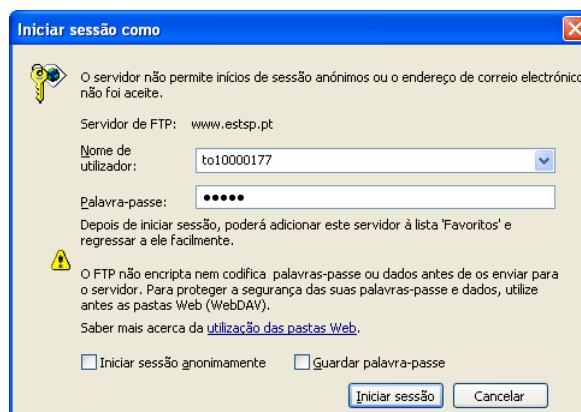 Iniciar sessão como
O servidor não permite inícios de sessão anónimos ou o endereço de correio electrónico
não foi aceite.
Servidor de FTP: www.estsp.pt
Nome de
utilizador:
to10000177
Palavra-passe:
●●●●●
Depois de iniciar sessão, poderá adicionar este servidor à lista 'Favoritos' e
regressar a ele facilmente.
O FTP não encripta nem codifica palavras-passe ou dados antes de os enviar para
o servidor. Para proteger a segurança das suas palavras-passe e dados, utilize
antes as pastas Web (WebDAV).
Saber mais acerca da utilização das pastas Web.
Iniciar sessão anonimamente Guardar palavra-passe
Iniciar sessão Cancelar